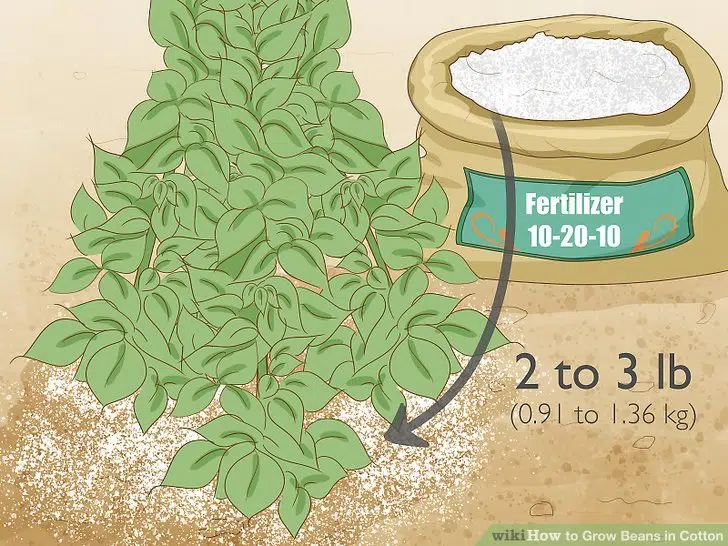 Fertilizer
10-20-10
2 to 3 lb
(0.91 to 1.36 kg)
wikiHow to Grow Beans in Cotton